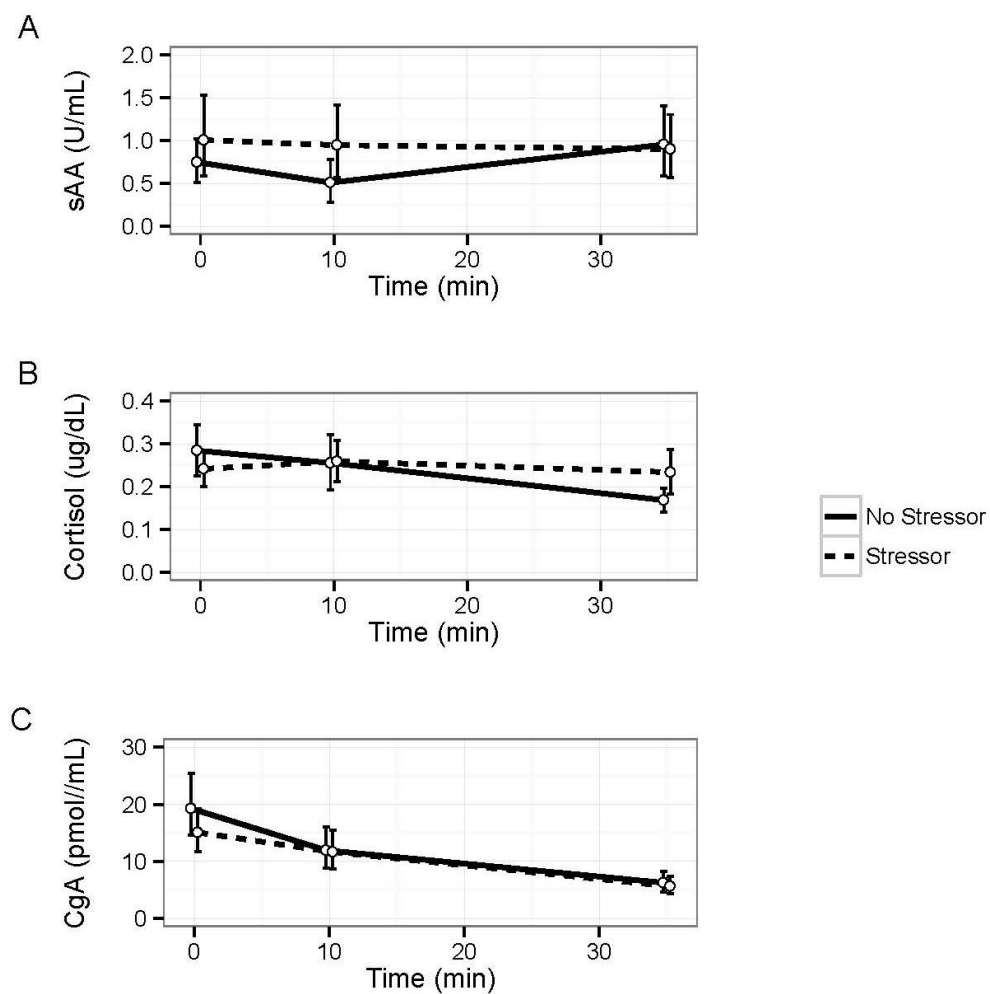 A
sAA (U/mL)
2.0
1.5
1.0
0.5
0.0
0 10 20 30
Time (min)
B
Cortisol (ug/dL)
0.4
0.3
0.2
0.1
0.0
0 10 20 30
Time (min)
No Stressor
Stressor
C
CgA (pmol//mL)
30
20
10
0
0 10 20 30
Time (min)